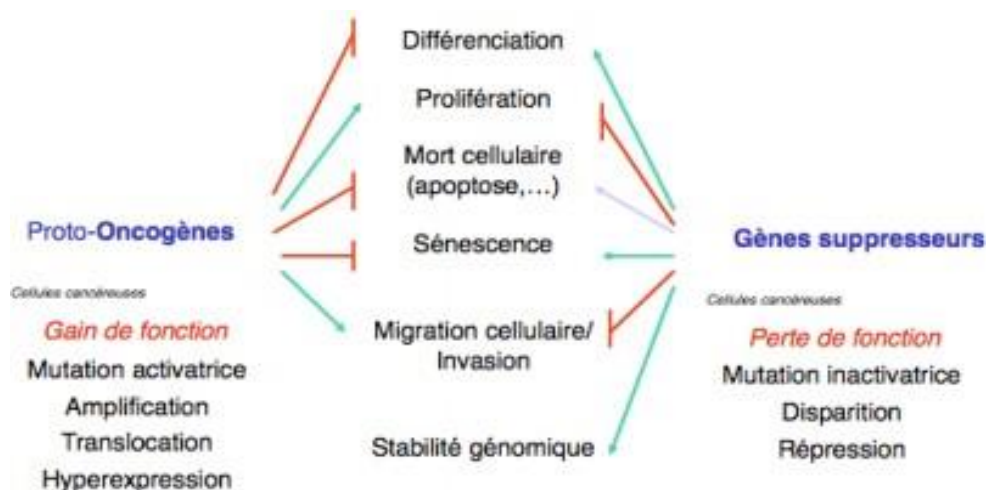 Différenciation
Prolifération
Mort cellulaire
(apoptose,...)
Sénescence
Migration cellulaire/
Invasion
Stabilité génomique
Proto-Oncogènes
Cellules cancéreuses
Gain de fonction
Mutation activatrice
Amplification
Translocation
Hyperexpression
Gènes suppresseurs
Cellules cancéreuses
Perte de fonction
Mutation inactivatrice
Disparition
Répression